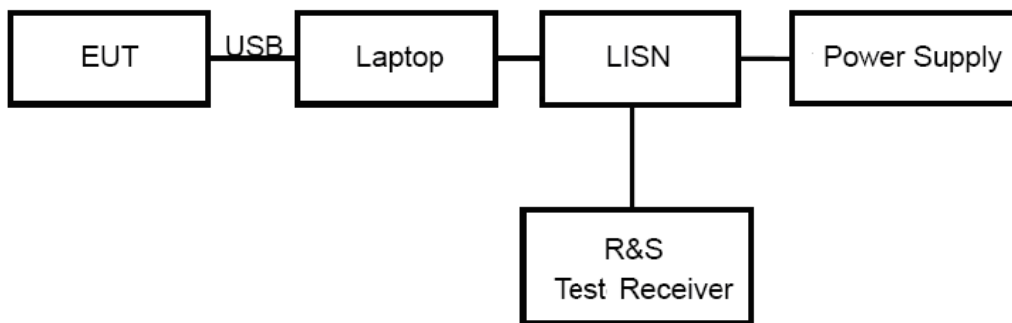 EUT
USB
Laptop
LISN
Power Supply
R&S
Test Receiver